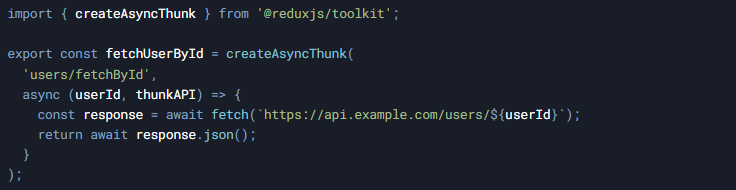 import { createAsyncThunk } from '@reduxjs/toolkit';

export const fetchUserById = createAsyncThunk(
  'users/fetchById',
  async (userId, thunkAPI) => {
    const response = await fetch(`https://api.example.com/users/${userId}`);
    return await response.json();
  }
);